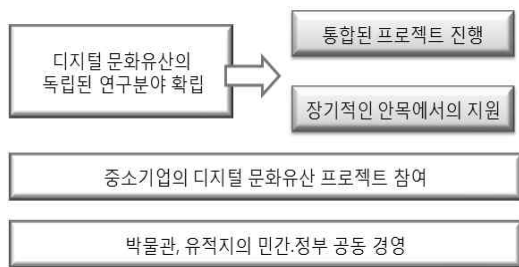 디지털 문화유산의
독립된 연구분야 확립
통합된 프로젝트 진행
장기적인 안목에서의 지원
중소기업의 디지털 문화유산 프로젝트 참여
박물관, 유적지의 민간.정부 공동 경영